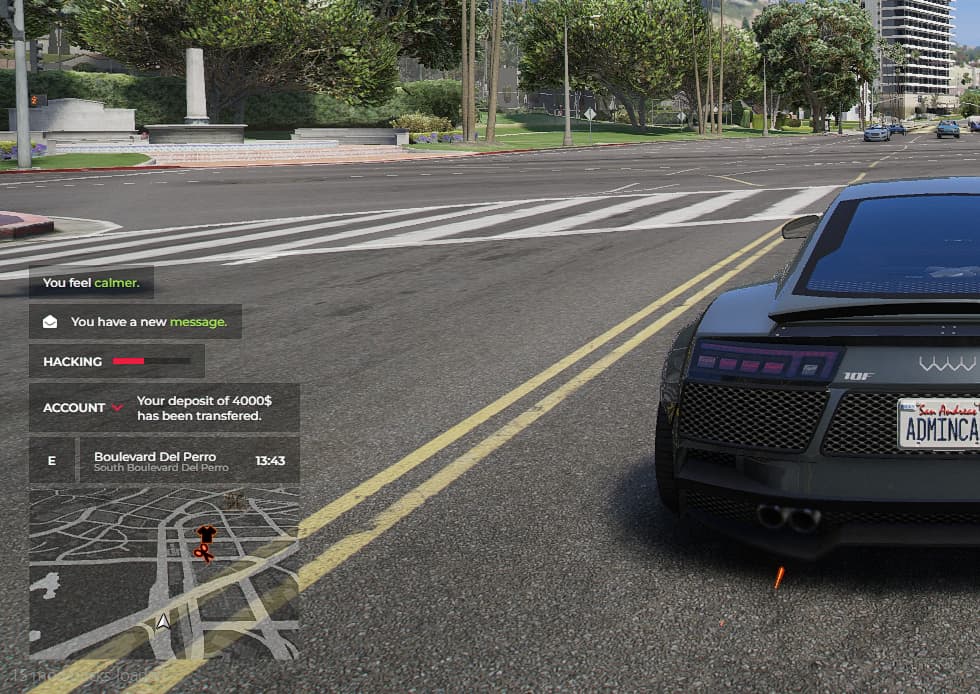 2
You feel calmer.
You have a new message.
HACKING
ACCOUNT
Your deposit of 4000$
has been transfered.
E
Boulevard Del Perro
South Boulevard Del Perro
13:43
10F
San Andreas
ADMINCA